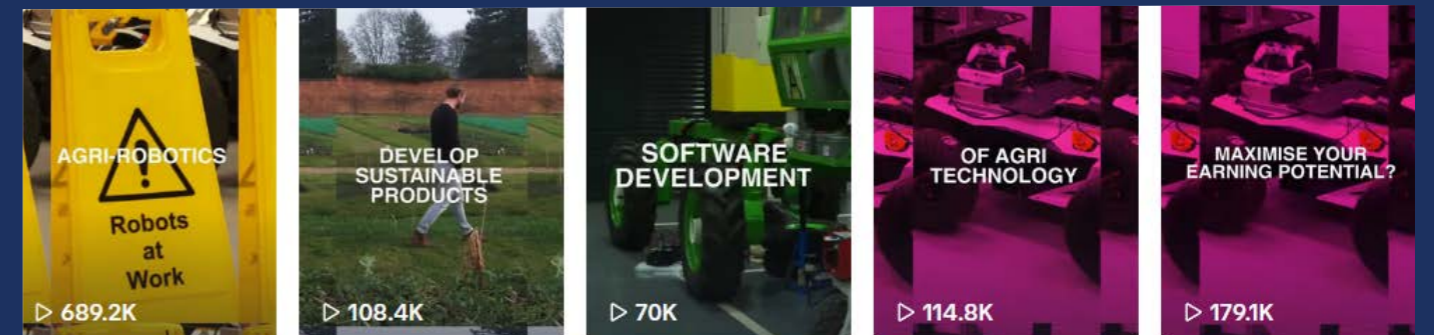 AGRI-ROBOTICS
Robots
at
Work
689.2K
DEVELOP
SUSTAINABLE
PRODUCTS
108.4K
SOFTWARE
DEVELOPMENT
70K
OF AGRI
TECHNOLOGY
114.8K
MAXIMISE YOUR
EARNING POTENTIAL?
179.1K